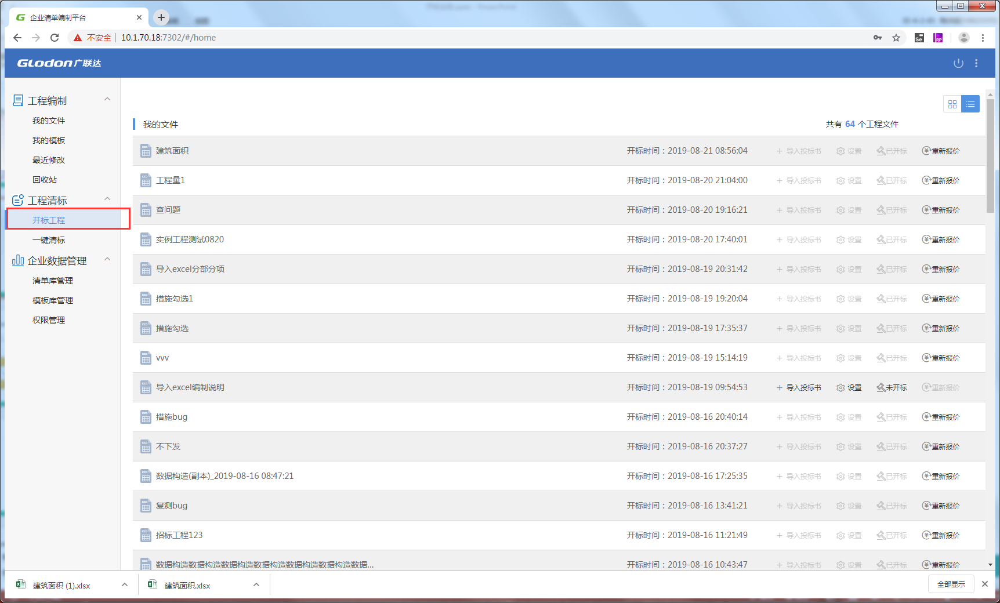 企业清单编制平台
不安全 10.1.70.18:7302/#/home
Se RP
GLodon广联达
工程编制
我的文件
我的模板
最近修改
回收站
工程清标
开标工程
一键清标
企业数据管理
清单库管理
模板库管理
权限管理
我的文件 共有 64 个工程文件
建筑面积 开标时间：2019-08-21 08:56:04 + 导入投标书 设置 已开标 重新报价
工程量1 开标时间：2019-08-20 21:04:00 + 导入投标书 设置 已开标 重新报价
查问题 开标时间：2019-08-20 19:16:21 + 导入投标书 设置 已开标 重新报价
实例工程测试0820 开标时间：2019-08-20 17:40:01 + 导入投标书 设置 已开标 重新报价
导入excel分部分项 开标时间：2019-08-19 20:31:42 + 导入投标书 设置 已开标 重新报价
措施勾选1 开标时间：2019-08-19 19:20:04 + 导入投标书 设置 已开标 重新报价
措施勾选 开标时间：2019-08-19 17:35:37 + 导入投标书 设置 已开标 重新报价
vvv 开标时间：2019-08-19 15:14:19 + 导入投标书 设置 已开标 重新报价
导入excel编制说明 开标时间：2019-08-19 09:54:53 + 导入投标书 设置 未开标 重新报价
措施bug 开标时间：2019-08-16 20:40:14 + 导入投标书 设置 已开标 重新报价
不下发 开标时间：2019-08-16 20:37:27 + 导入投标书 设置 已开标 重新报价
数据构造(副本)_2019-08-16 08:47:21 开标时间：2019-08-16 17:25:35 + 导入投标书 设置 已开标 重新报价
复测bug 开标时间：2019-08-16 13:41:21 + 导入投标书 设置 已开标 重新报价
招标工程123 开标时间：2019-08-16 11:21:49 + 导入投标书 设置 已开标 重新报价
数据构造数据构造数据构造数据构造数据构造数据构造数据... 开标时间：2019-08-16 10:43:47 + 导入投标书 设置 已开标 重新报价
建筑面积 (1).xlsx 建筑面积.xlsx 全部显示